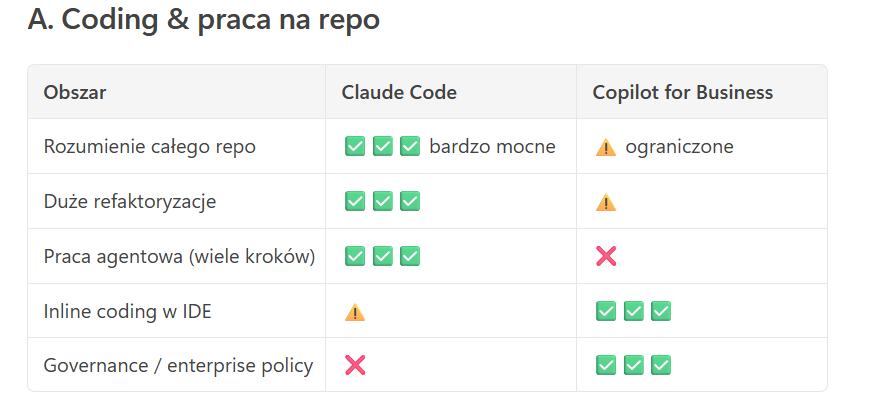 A. Coding & praca na repo
Obszar Claude Code Copilot for Business
Rozumienie całego repo ✅ ✅ ✅ bardzo mocne ⚠️ ograniczone
Duże refaktoryzacje ✅ ✅ ✅ ⚠️
Praca agentowa (wiele kroków) ✅ ✅ ✅ ❌
Inline coding w IDE ⚠️ ✅ ✅ ✅
Governance / enterprise policy ❌ ✅ ✅ ✅